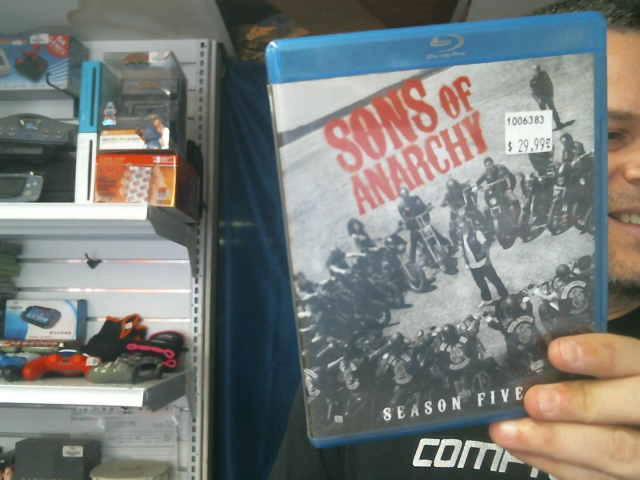 SONS OF
ANARCHY
1006383
$ 29.99
SEASON FIVE